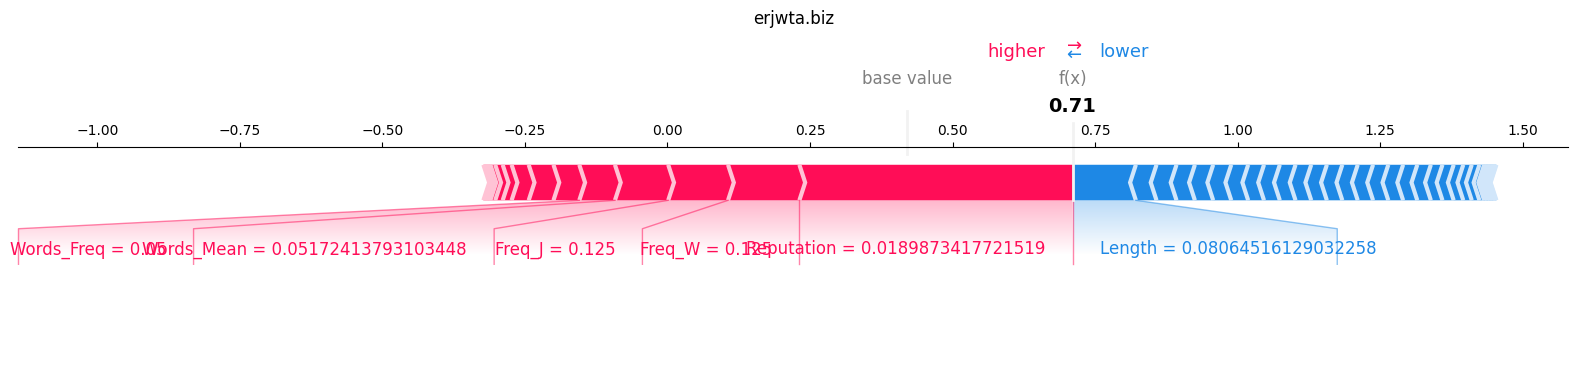 erjwta.biz
higher ⇄ lower
base value f(x)
0.71
−1.00 −0.75 −0.50 −0.25 0.00 0.25 0.50 0.75 1.00 1.25 1.50
Words_Freq = 0.05 Words_Mean = 0.05172413793103448 Freq_J = 0.125 Freq_W = 0.125 Reputation = 0.0189873417721519 Length = 0.08064516129032258